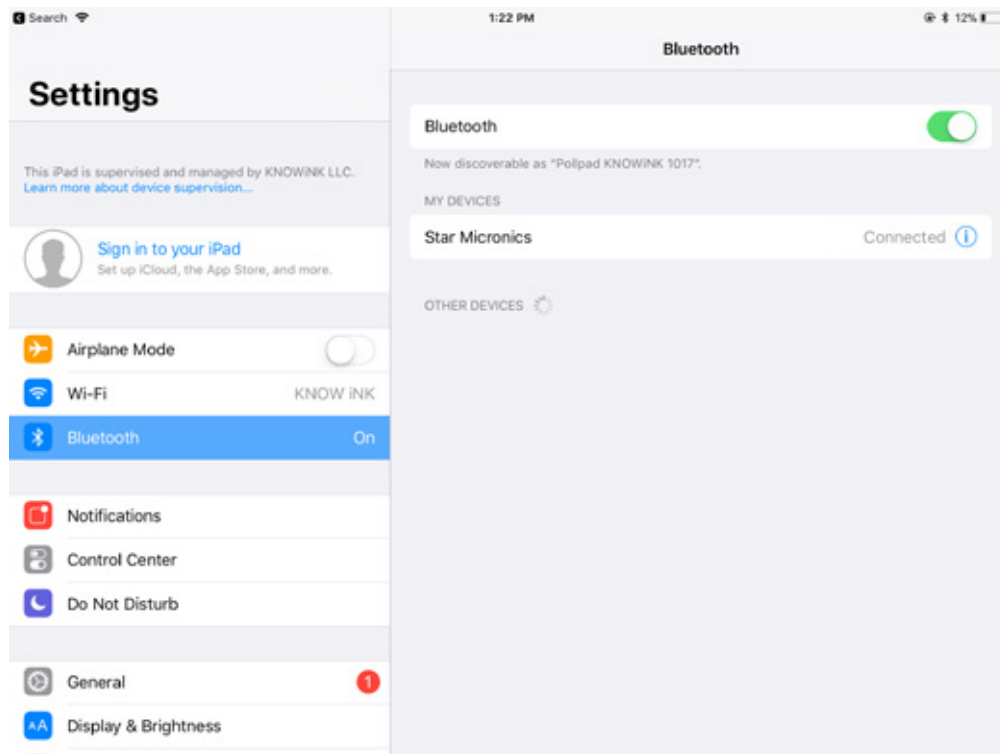 Search
1:22 PM
12%
Settings
This iPad is supervised and managed by KNOWiNK LLC.
Learn more about device supervision...
Sign in to your iPad
Set up iCloud, the App Store, and more.
Airplane Mode
Wi-Fi KNOW iNK
Bluetooth On
Notifications
Control Center
Do Not Disturb
General 1
AA Display & Brightness
Bluetooth
Bluetooth
Now discoverable as "Pollpad KNOWiNK 1017".
MY DEVICES
Star Micronics Connected
OTHER DEVICES